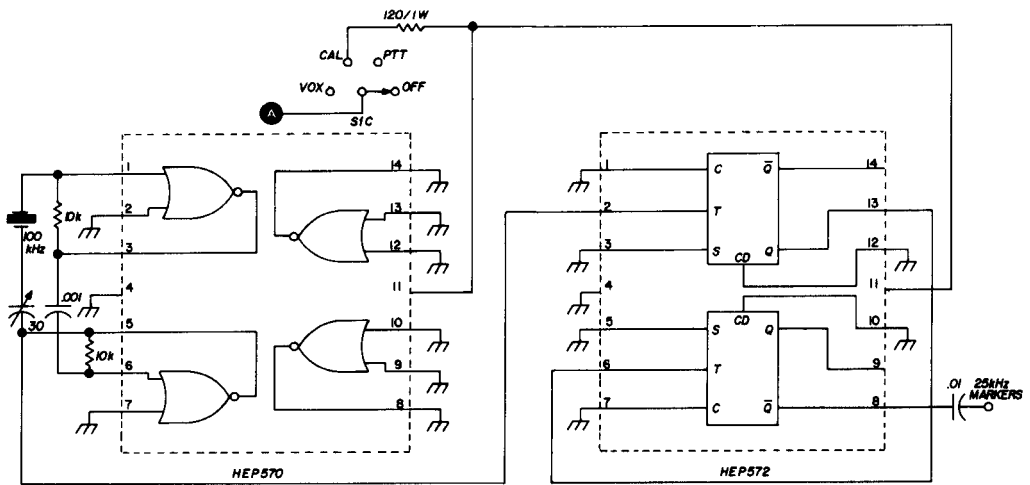 120/1W
CAL
PTT
VOX
OFF
A
S1C
1
2
3
4
5
6
7
14
13
12
11
10
9
8
10k
100
kHz
.001
30
10k
HEP570
1
2
3
4
5
6
7
C
Q
T
S
Q
CD
CD
S
Q
T
C
Q
14
13
12
11
10
9
8
.01
25kHz
MARKERS
HEP572